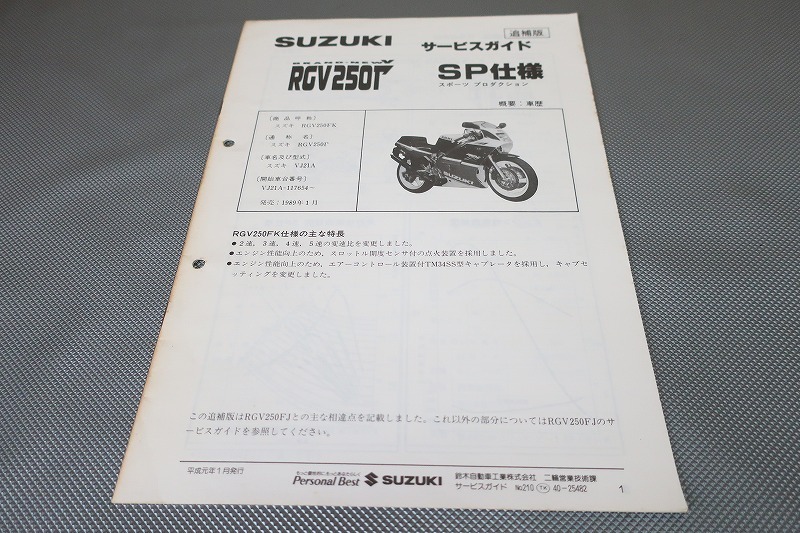 SUZUKI サービスガイド 追補版
BRAND-NEW V
RGV250Γ SP仕様
スポーツ プロダクション
概要:車歴
〔商品呼称〕
スズキ RGV250FK
〔通称名〕
スズキ RGV250Γ
〔車名及び型式〕
スズキ VJ21A
〔開始車台番号〕
VJ21A-117654~
発売:1989年1月
SUZUKI
RGV250FK仕様の主な特長
●2速,3速,4速,5速の変速比を変更しました。
●エンジン性能向上のため,スロットル開度センサ付の点火装置を採用しました。
●エンジン性能向上のため,エアーコントロール装置付TM34SS型キャブレータを採用し,キャブセ
ッティングを変更しました。
この追補版はRGV250FJとの主な相違点を記載しました。これ以外の部分についてはRGV250FJのサ
ービスガイドを参照してください。
平成元年1月発行
Personal Best SUZUKI
鈴木自動車工業株式会社 二輪営業技術課
サービスガイド No210 TK 40-25482 1